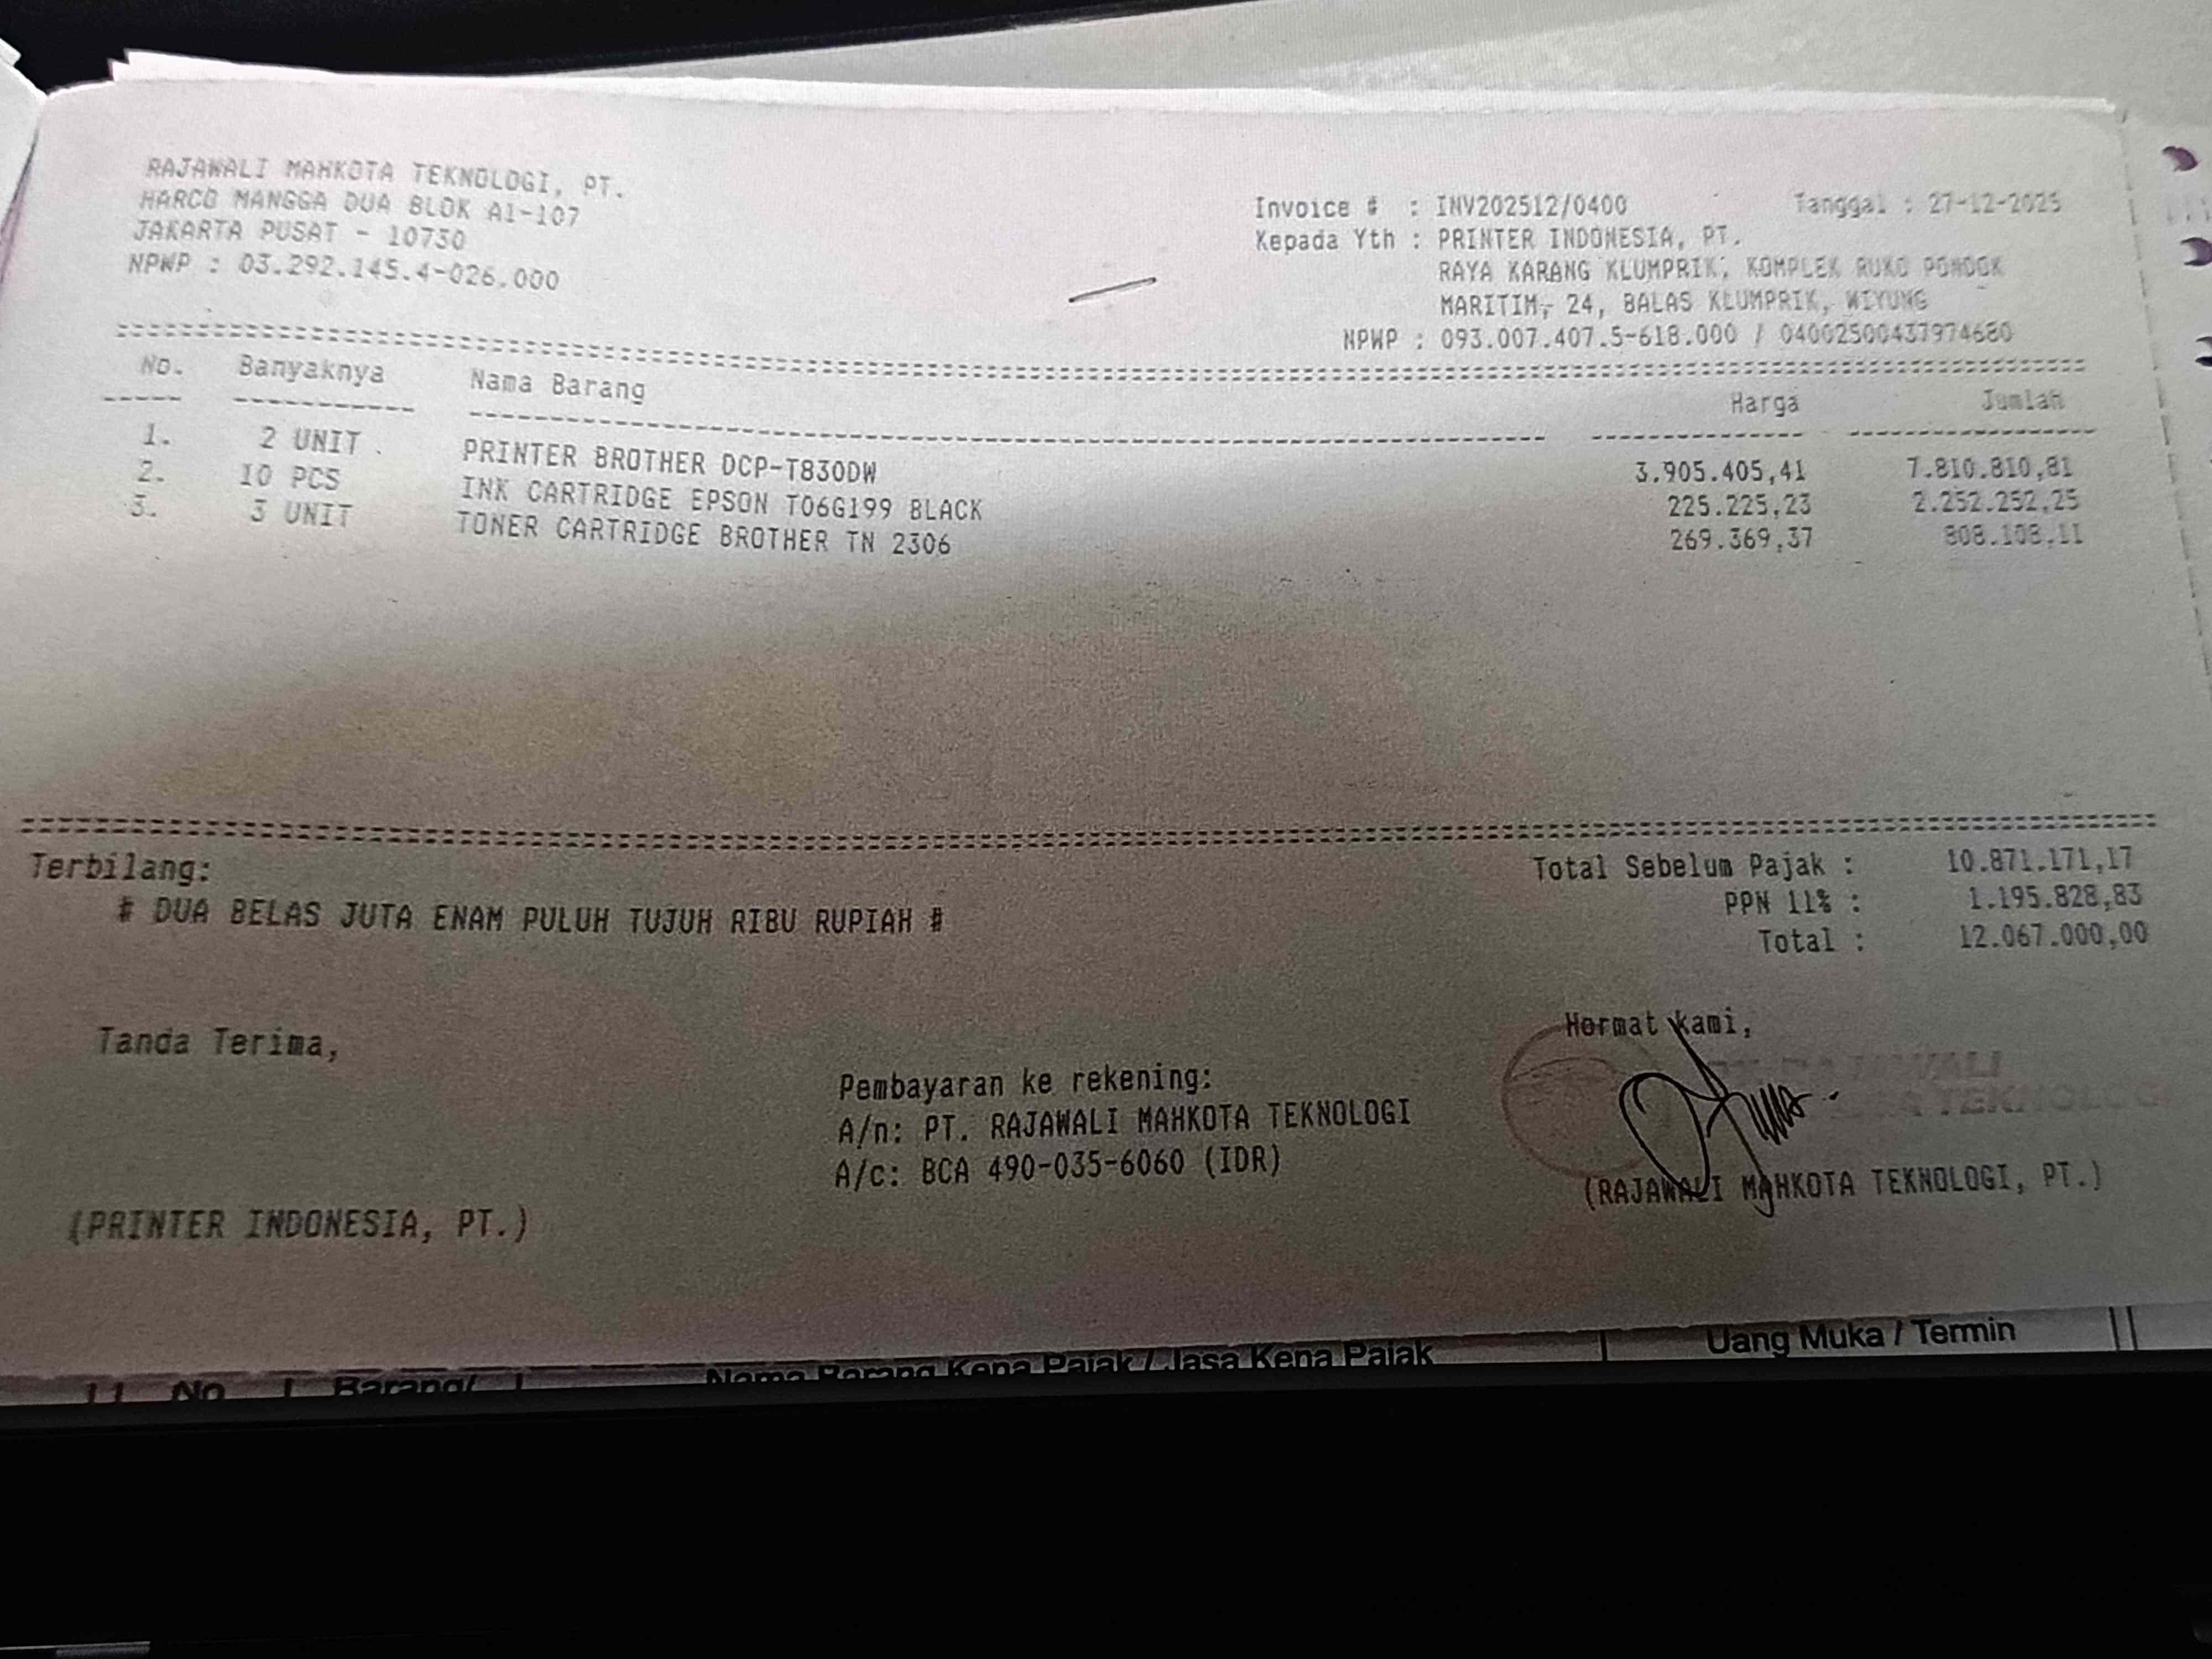 RAJAWALI MAHKOTA TEKNOLOGI, PT.
HARCO MANGGA DUA BLOK A1-107
JAKARTA PUSAT - 10730
NPWP : 03.292.145.4-026.000
Invoice # : INV202512/0400 Tanggal : 27-12-2025
Kepada Yth : PRINTER INDONESIA, PT.
RAYA KARANG KLUMPRIK, KOMPLEK RUKO PONDOK
MARITIM, 24, BALAS KLUMPRIK, WIYUNG
NPWP : 093.007.407.5-618.000 / 04002500437974680
No. Banyaknya Nama Barang Harga Jumlah
1. 2 UNIT PRINTER BROTHER DCP-T830DW 3.905.405,41 7.810.810,81
2. 10 PCS INK CARTRIDGE EPSON T06G199 BLACK 225.225,23 2.252.252,25
3. 3 UNIT TONER CARTRIDGE BROTHER TN 2306 269.369,37 808.108,11
Terbilang:
# DUA BELAS JUTA ENAM PULUH TUJUH RIBU RUPIAH #
Total Sebelum Pajak : 10.871.171,17
PPN 11% : 1.195.828,83
Total : 12.067.000,00
Tanda Terima,
(PRINTER INDONESIA, PT.)
Pembayaran ke rekening:
A/n: PT. RAJAWALI MAHKOTA TEKNOLOGI
A/c: BCA 490-035-6060 (IDR)
Hormat kami,
(RAJAWALI MAHKOTA TEKNOLOGI, PT.)
No Barang/ Nama Barang Kena Pajak / Jasa Kena Pajak Uang Muka / Termin